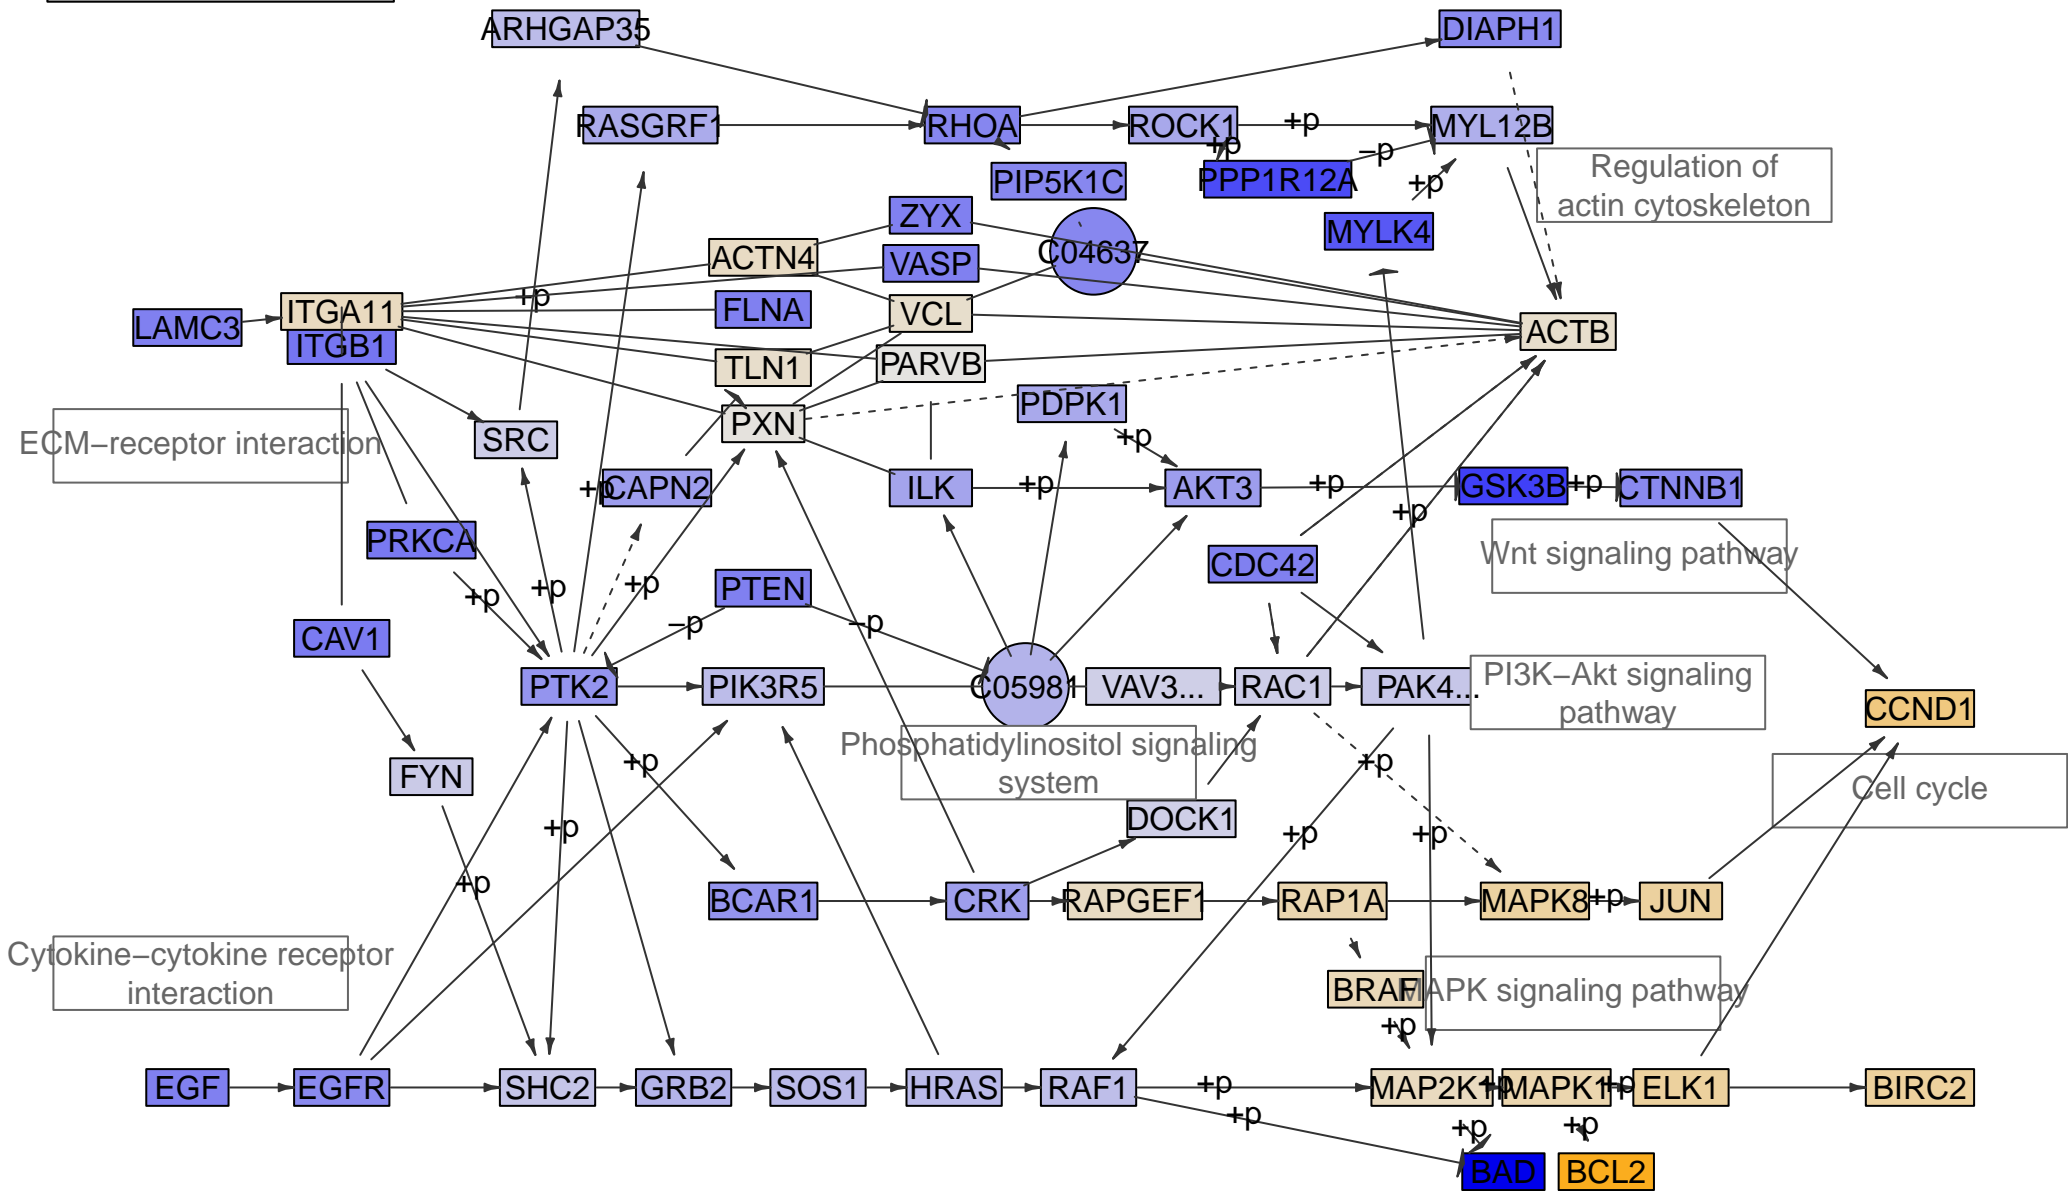 ARHGAP35
DIAPH1
RASGRF1
RHOA
ROCK1
+p
MYL12B
+p
−p
Regulation of
actin cytoskeleton
PIP5K1C
PPP1R12A
+p
ZYX
MYLK4
ACTN4
VASP
C04637
+p
ITGA11
FLNA
VCL
LAMC3
ITGB1
ACTB
TLN1
PARVB
PDPK1
PXN
+p
ECM−receptor interaction
SRC
+p
CAPN2
ILK
+p
AKT3
+p
GSK3B
+p
CTNNB1
+p
PRKCA
Wnt signaling pathway
CDC42
+p
+p
+p
PTEN
−p
−p
CAV1
PTK2
PIK3R5
C05981
VAV3...
RAC1
PAK4...
PI3K−Akt signaling
pathway
CCND1
Phosphatidylinositol signaling
system
+p
+p
FYN
Cell cycle
DOCK1
+p
+p
+p
+p
BCAR1
CRK
RAPGEF1
RAP1A
MAPK8
+p
JUN
Cytokine−cytokine receptor
interaction
BRAF
MAPK signaling pathway
+p
EGF
EGFR
SHC2
GRB2
SOS1
HRAS
RAF1
+p
MAP2K1
+p
MAPK1
+p
ELK1
BIRC2
+p
+p
+p
BAD
BCL2